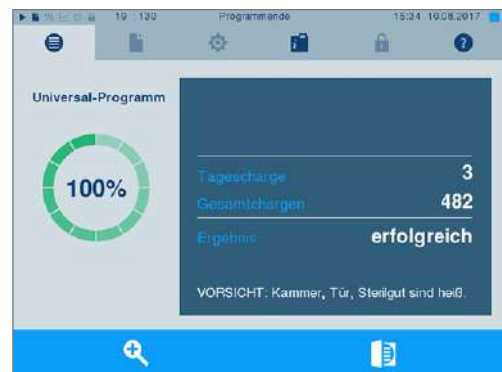 19 130 Programmende 15:34 10.08.2017
?
Universal-Programm
100%
Tagescharge 3
Gesamtchargen 482
Ergebnis erfolgreich
VORSICHT: Kammer, Tür, Sterilgut sind heiß.